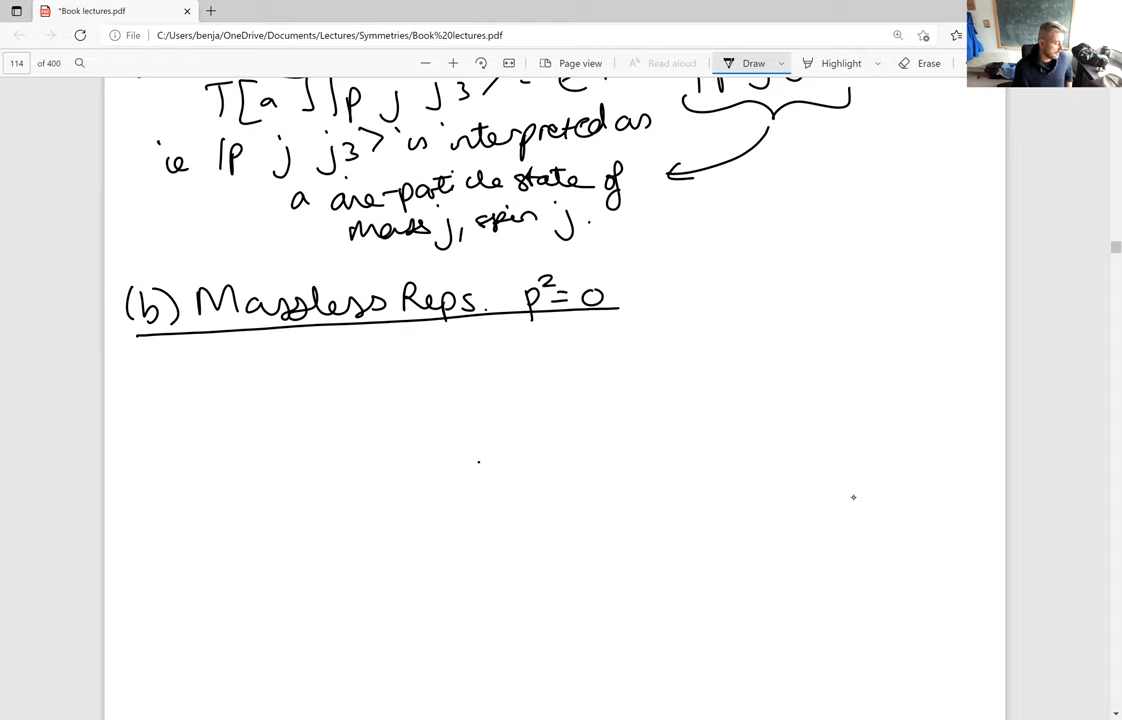 *Book lectures.pdf
File
C:/Users/benja/OneDrive/Documents/Lectures/Symmetries/Book%20lectures.pdf
114 of 400
Page view
Read aloud
Draw
Highlight
Erase
T[a ]|p j j3> =
ie |p j j3> is interpreted as
a one-particle state of
mass j, spin j.
(b) Massless Reps. p²=0